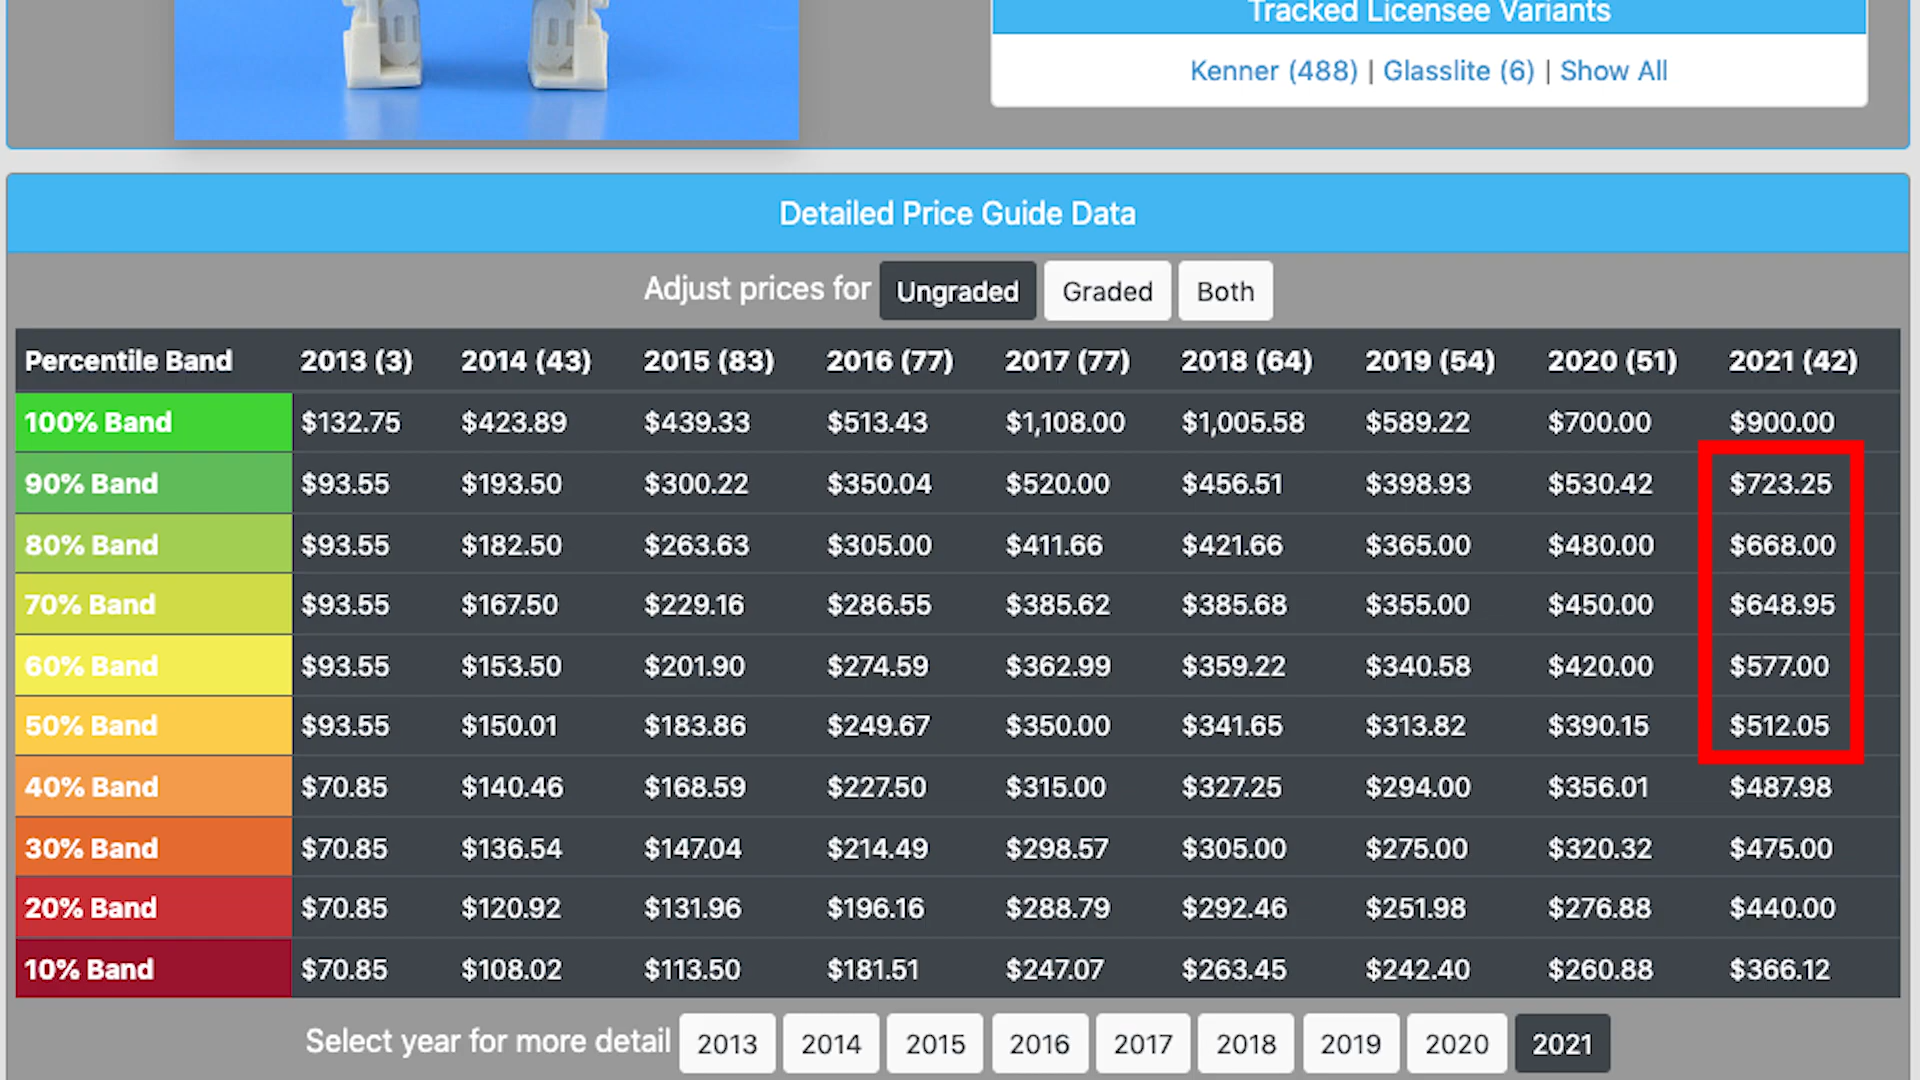 Tracked Licensee Variants
Kenner (488) | Glasslite (6) | Show All
Detailed Price Guide Data
Adjust prices for Ungraded Graded Both
Percentile Band 2013 (3) 2014 (43) 2015 (83) 2016 (77) 2017 (77) 2018 (64) 2019 (54) 2020 (51) 2021 (42)
100% Band $132.75 $423.89 $439.33 $513.43 $1,108.00 $1,005.58 $589.22 $700.00 $900.00
90% Band $93.55 $193.50 $300.22 $350.04 $520.00 $456.51 $398.93 $530.42 $723.25
80% Band $93.55 $182.50 $263.63 $305.00 $411.66 $421.66 $365.00 $480.00 $668.00
70% Band $93.55 $167.50 $229.16 $286.55 $385.62 $385.68 $355.00 $450.00 $648.95
60% Band $93.55 $153.50 $201.90 $274.59 $362.99 $359.22 $340.58 $420.00 $577.00
50% Band $93.55 $150.01 $183.86 $249.67 $350.00 $341.65 $313.82 $390.15 $512.05
40% Band $70.85 $140.46 $168.59 $227.50 $315.00 $327.25 $294.00 $356.01 $487.98
30% Band $70.85 $136.54 $147.04 $214.49 $298.57 $305.00 $275.00 $320.32 $475.00
20% Band $70.85 $120.92 $131.96 $196.16 $288.79 $292.46 $251.98 $276.88 $440.00
10% Band $70.85 $108.02 $113.50 $181.51 $247.07 $263.45 $242.40 $260.88 $366.12
Select year for more detail 2013 2014 2015 2016 2017 2018 2019 2020 2021